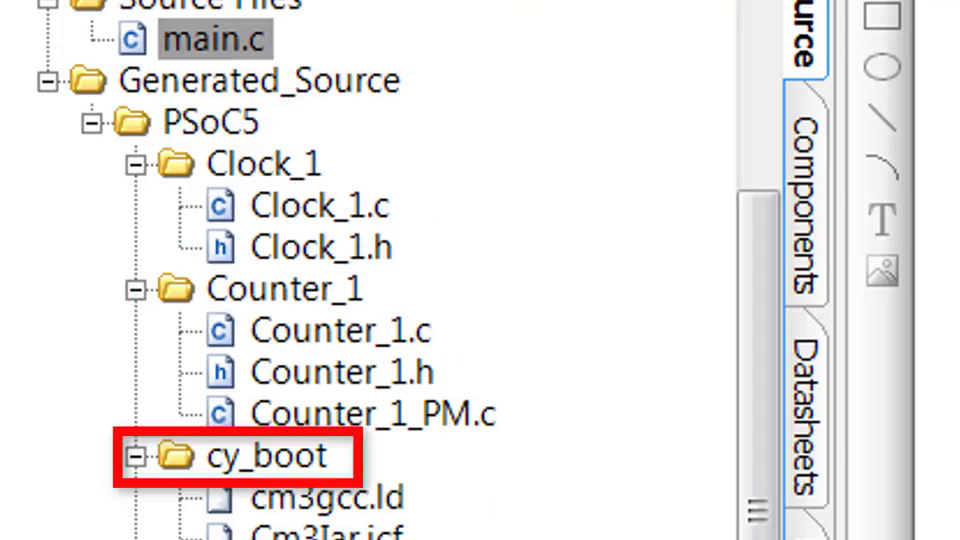 Source Files
main.c
Generated_Source
PSoC5
Clock_1
Clock_1.c
Clock_1.h
Counter_1
Counter_1.c
Counter_1.h
Counter_1_PM.c
cy_boot
cm3gcc.ld
Cm3Iar.icf
Components
Datasheets